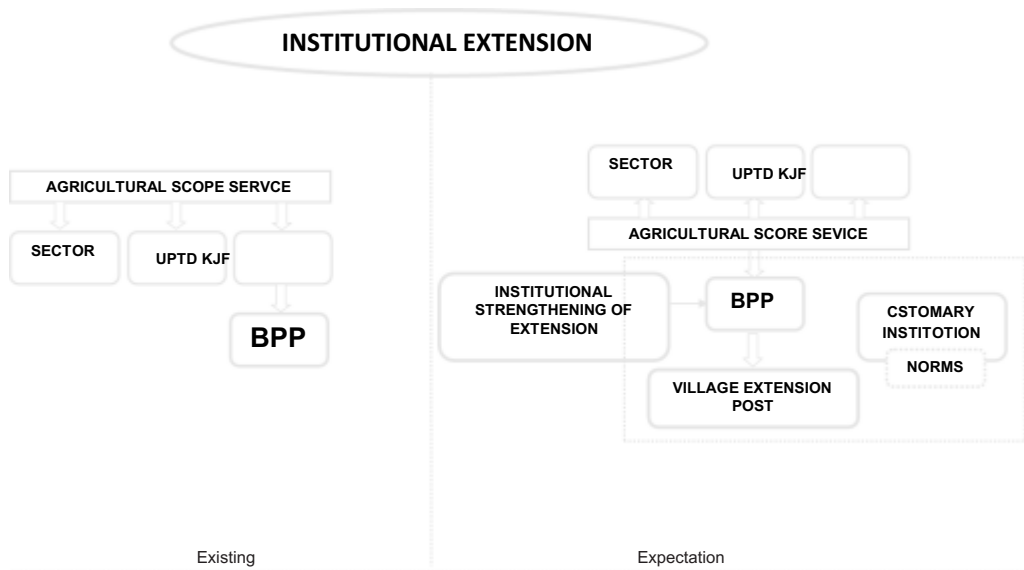 INSTITUTIONAL EXTENSION
AGRICULTURAL SCOPE SERVCE
SECTOR
UPTD KJF
BPP
Existing
SECTOR
UPTD KJF
AGRICULTURAL SCORE SEVICE
INSTITUTIONAL
STRENGTHENING OF
EXTENSION
BPP
CSTOMARY
INSTITOTION
NORMS
VILLAGE EXTENSION
POST
Expectation